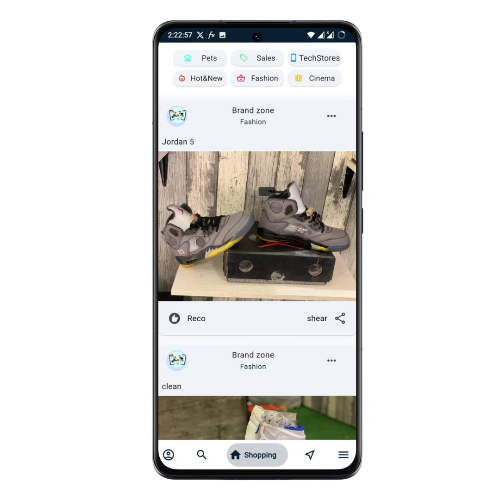 2:22:57
Pets
Sales
TechStores
Hot&New
Fashion
Cinema
Brand zone
Fashion
Jordan 5
Reco
shear
Brand zone
Fashion
clean
Shopping